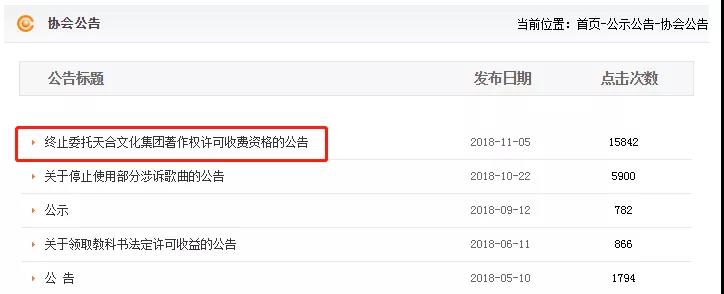 协会公告 当前位置：首页-公示公告-协会公告
公告标题 发布日期 点击次数
终止委托天合文化集团著作权许可收费资格的公告 2018-11-05 15842
关于停止使用部分涉诉歌曲的公告 2018-10-22 5900
公示 2018-09-12 782
关于领取教科书法定许可收益的公告 2018-06-11 866
公 告 2018-05-10 1794